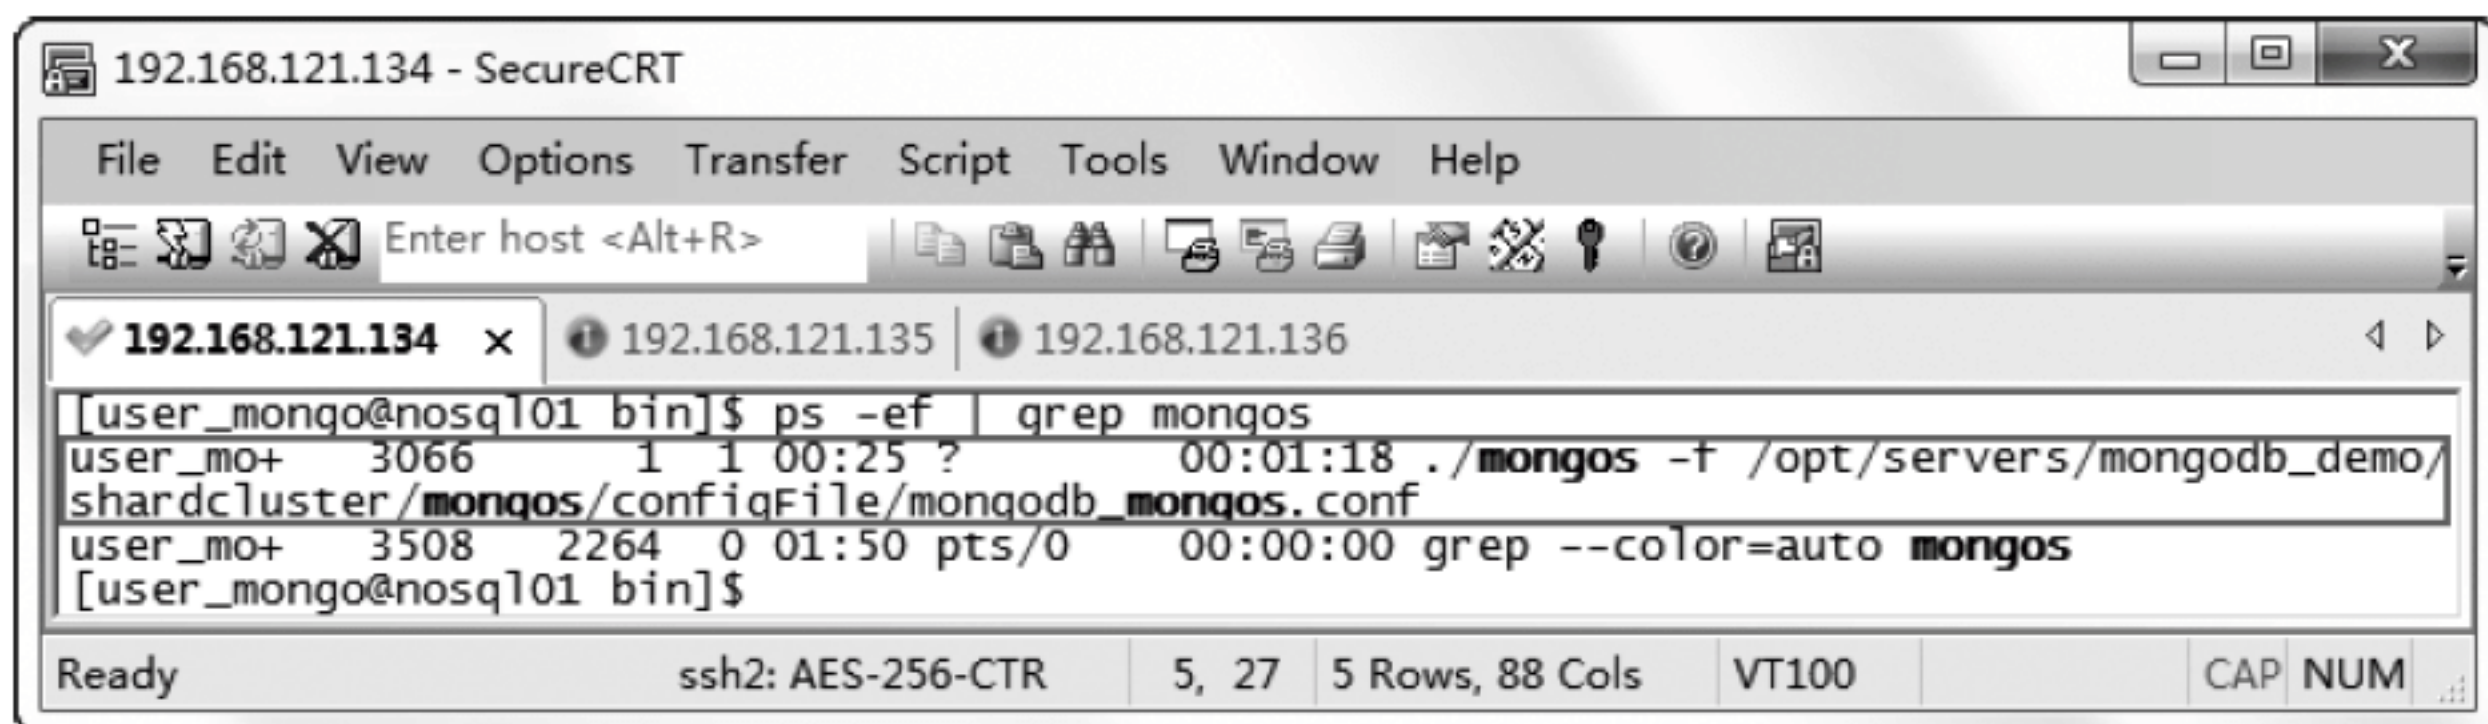 192.168.121.134 - SecureCRT
File Edit View Options Transfer Script Tools Window Help
Enter host <Alt+R>
192.168.121.134 x 192.168.121.135 192.168.121.136
[user_mongo@nosql01 bin]$ ps -ef | grep mongos
user_mo+   3066      1  1 00:25 ?        00:01:18 ./mongos -f /opt/servers/mongodb_demo/
shardcluster/mongos/configFile/mongodb_mongos.conf
user_mo+   3508   2264  0 01:50 pts/0    00:00:00 grep --color=auto mongos
[user_mongo@nosql01 bin]$
Ready ssh2: AES-256-CTR 5, 27 5 Rows, 88 Cols VT100 CAP NUM